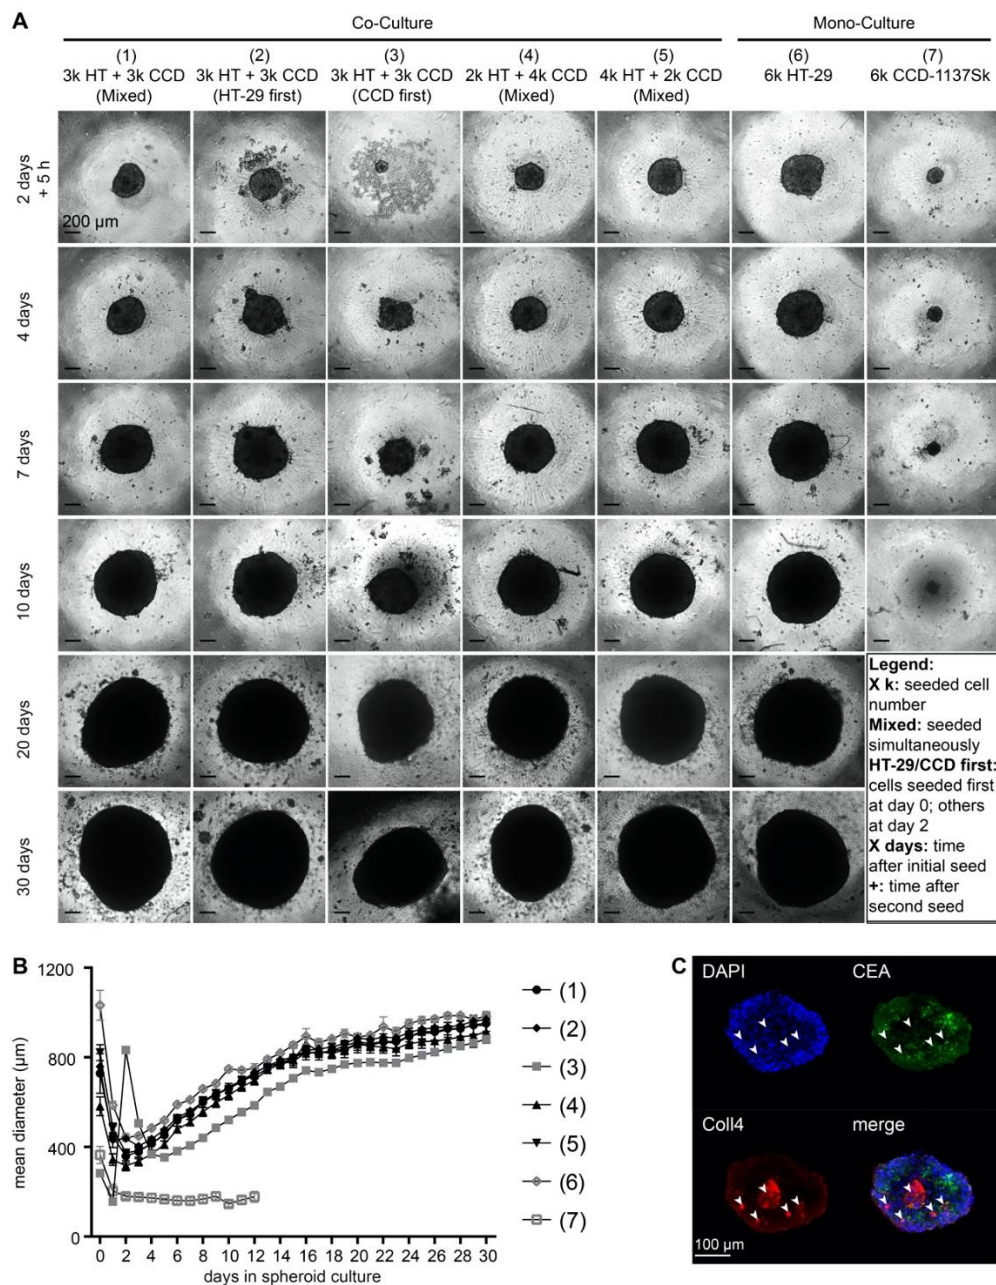 A
Co-Culture
Mono-Culture
(1)
3k HT + 3k CCD
(Mixed)
(2)
3k HT + 3k CCD
(HT-29 first)
(3)
3k HT + 3k CCD
(CCD first)
(4)
2k HT + 4k CCD
(Mixed)
(5)
4k HT + 2k CCD
(Mixed)
(6)
6k HT-29
(7)
6k CCD-1137Sk
2 days
+ 5 h
200 µm
4 days
7 days
10 days
20 days
30 days
Legend:
X k: seeded cell
number
Mixed: seeded
simultaneously
HT-29/CCD first:
cells seeded first
at day 0; others
at day 2
X days: time
after initial seed
+: time after
second seed
B
mean diameter (µm)
1200
800
400
0
0 2 4 6 8 10 12 14 16 18 20 22 24 26 28 30
days in spheroid culture
(1)
(2)
(3)
(4)
(5)
(6)
(7)
C
DAPI
CEA
Coll4
merge
100 µm